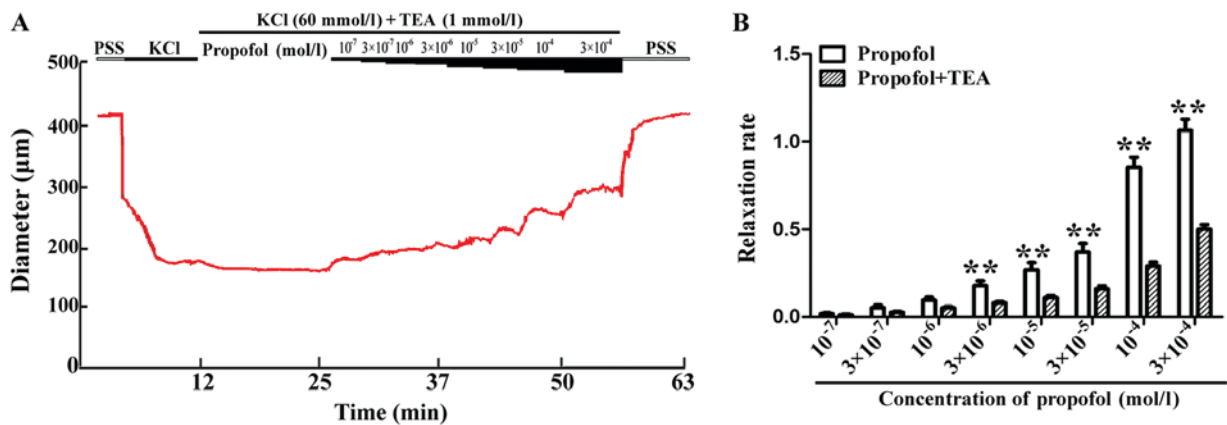 A
KCl (60 mmol/l) + TEA (1 mmol/l)
PSS KCl Propofol (mol/l) 10⁻⁷ 3×10⁻⁷ 10⁻⁶ 3×10⁻⁶ 10⁻⁵ 3×10⁻⁵ 10⁻⁴ 3×10⁻⁴ PSS
Diameter (μm)
500
400
300
200
100
0
12 25 37 50 63
Time (min)
B
Propofol
Propofol+TEA
Relaxation rate
1.5
1.0
0.5
0.0
** ** ** ** **
10⁻⁷ 3×10⁻⁷ 10⁻⁶ 3×10⁻⁶ 10⁻⁵ 3×10⁻⁵ 10⁻⁴ 3×10⁻⁴
Concentration of propofol (mol/l)